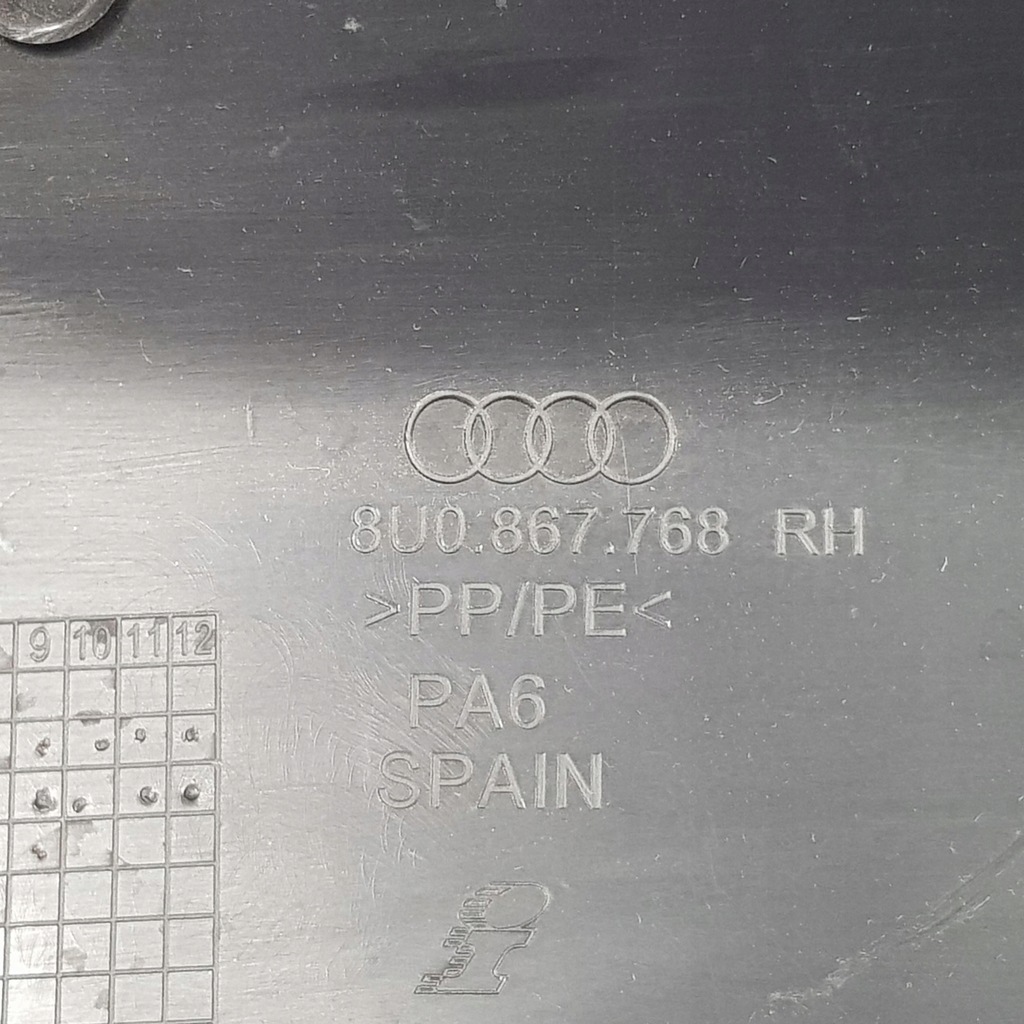 8U0.867.768 RH
>PP/PE<
PA6
SPAIN
9 10 11 12